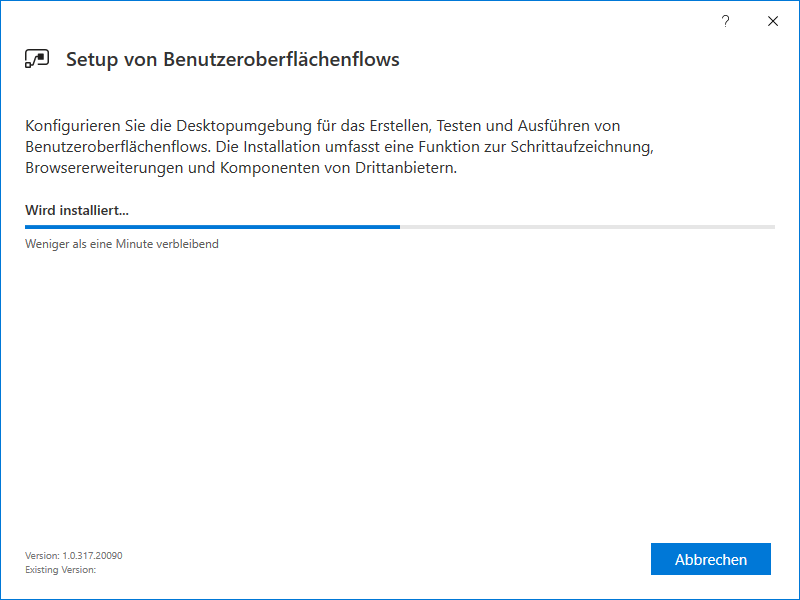 ?
Setup von Benutzeroberflächenflows
Konfigurieren Sie die Desktopumgebung für das Erstellen, Testen und Ausführen von
Benutzeroberflächenflows. Die Installation umfasst eine Funktion zur Schrittaufzeichnung,
Browsererweiterungen und Komponenten von Drittanbietern.
Wird installiert...
Weniger als eine Minute verbleibend
Version: 1.0.317.20090
Existing Version:
Abbrechen